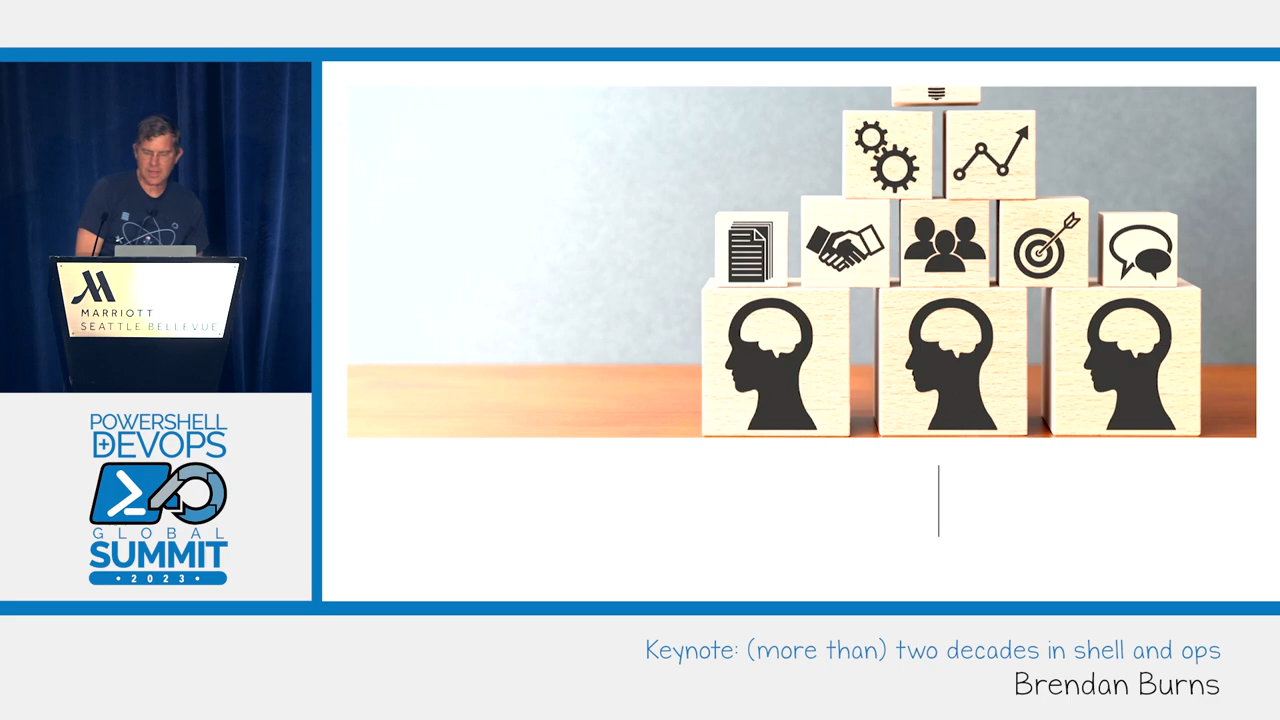 MARRIOTT
SEATTLE BELLEVUE
POWERSHELL
+DEVOPS
GLOBAL
SUMMIT
• 2023 •
Keynote: (more than) two decades in shell and ops
Brendan Burns